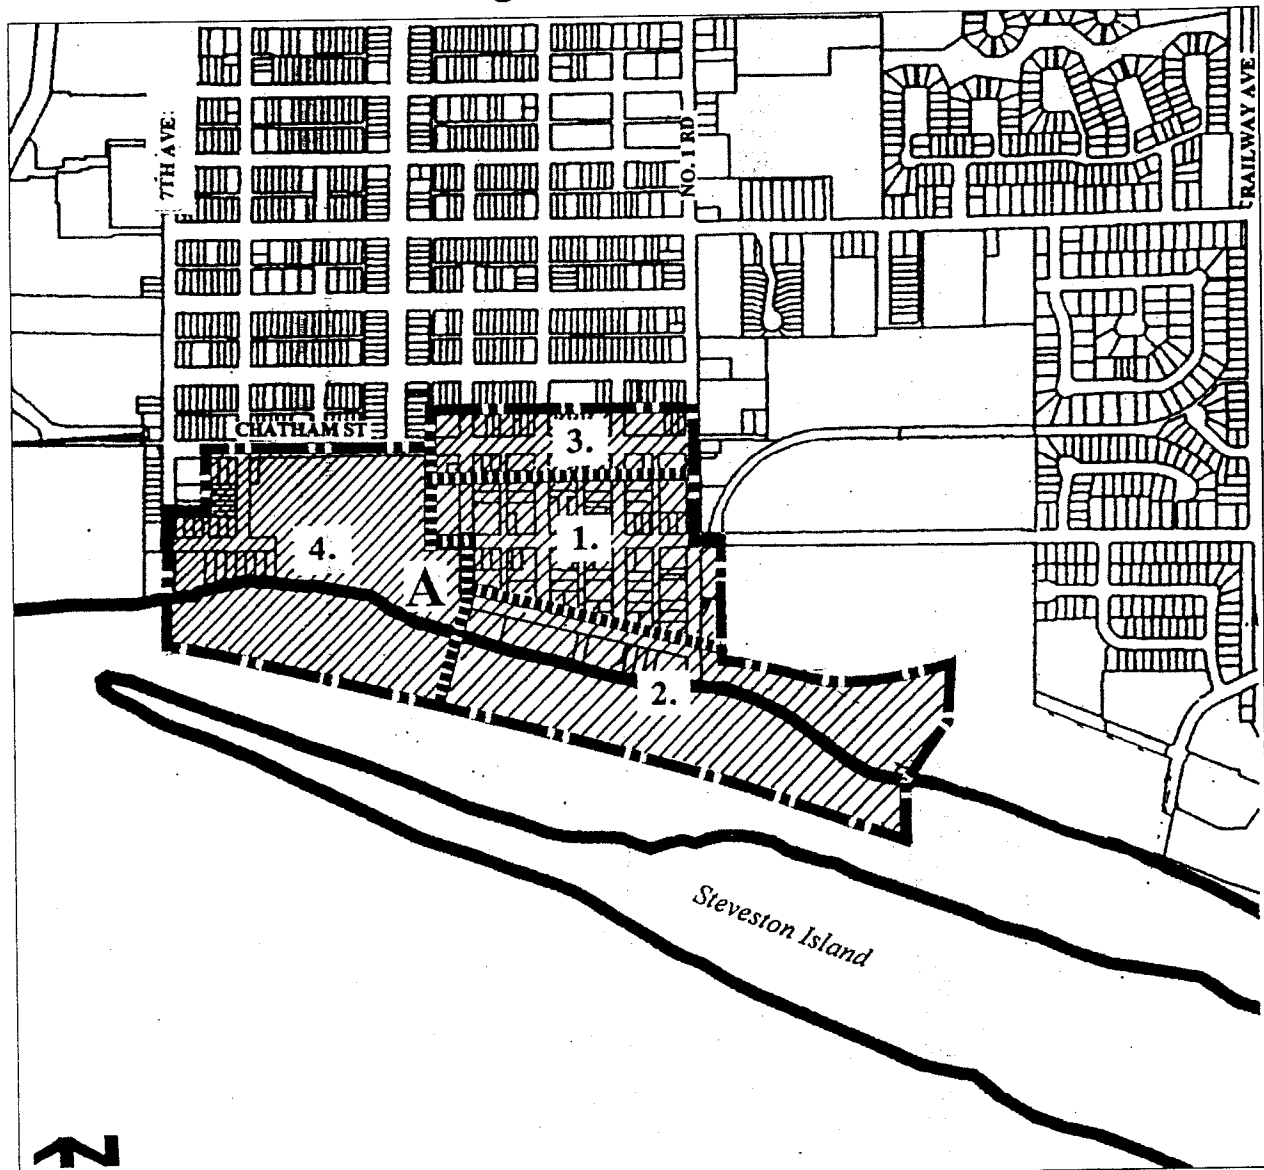 7TH AVE.
NO. 1 RD
RAILWAY AVE
CHATHAM ST
3.
1.
4.
A
2.
Steveston Island
N